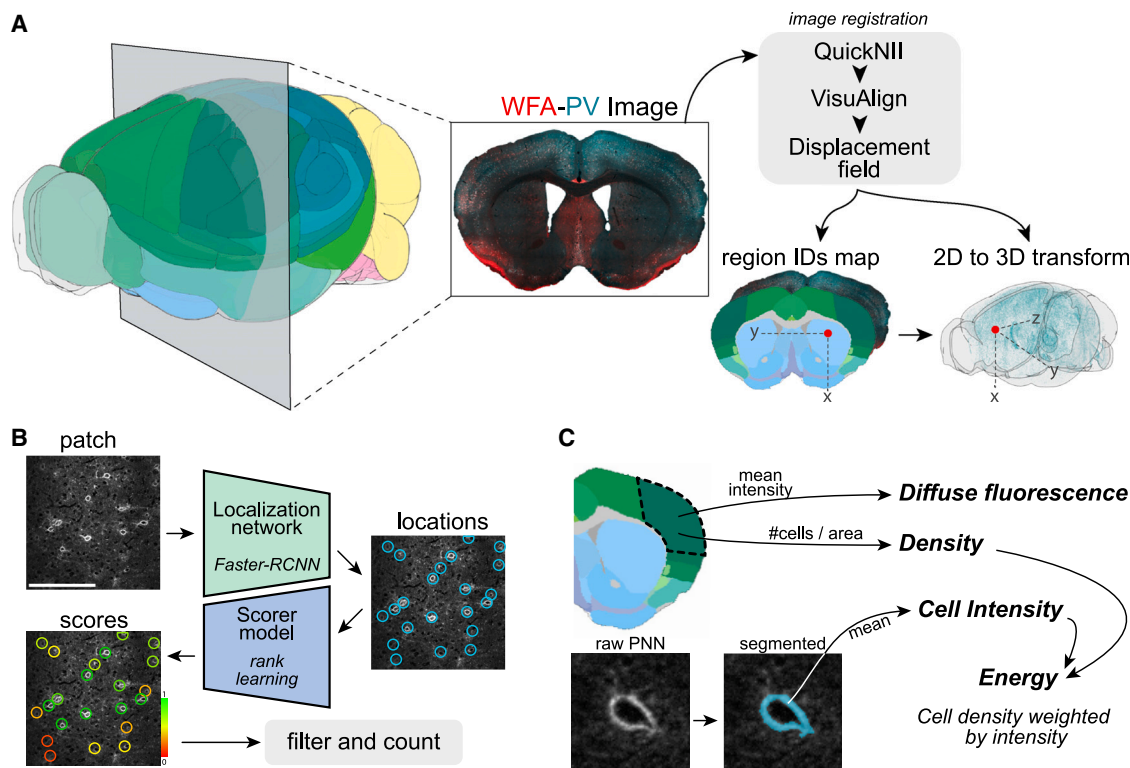 A
image registration
QuickNII
VisuAlign
Displacement
field
WFA-PV Image
region IDs map
2D to 3D transform
y
x
z
y
x
B
patch
Localization
network
Faster-RCNN
locations
Scorer
model
rank
learning
scores
1
0
filter and count
C
mean
intensity
Diffuse fluorescence
#cells / area
Density
Cell Intensity
mean
raw PNN
segmented
Energy
Cell density weighted
by intensity